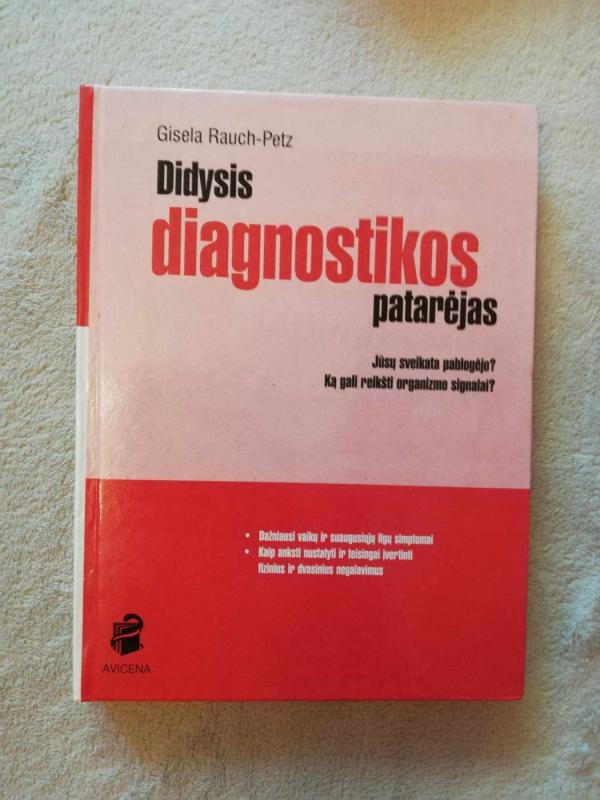 Gisela Rauch-Petz
Didysis
diagnostikos
patarėjas
Jūsų sveikata pablogėjo?
Ką gali reikšti organizmo signalai?
• Dažniausi vaikų ir suaugusiųjų ligų simptomai
• Kaip anksti nustatyti ir teisingai įvertinti
fizinius ir dvasinius negalavimus
AVICENA